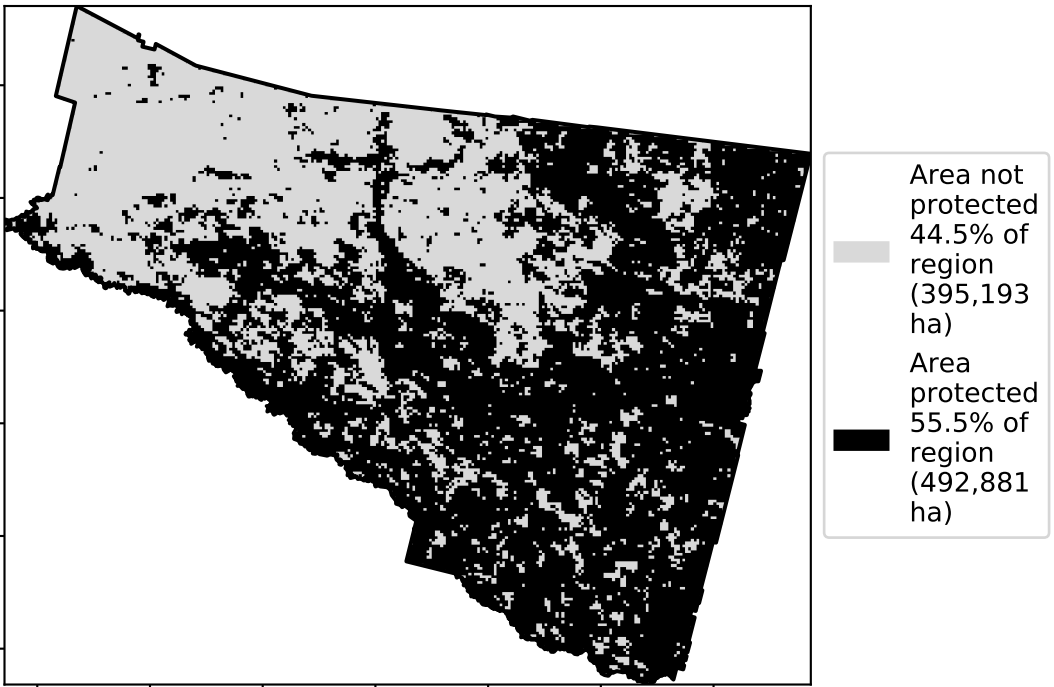 Area not
protected
44.5% of
region
(395,193
ha)
Area
protected
55.5% of
region
(492,881
ha)